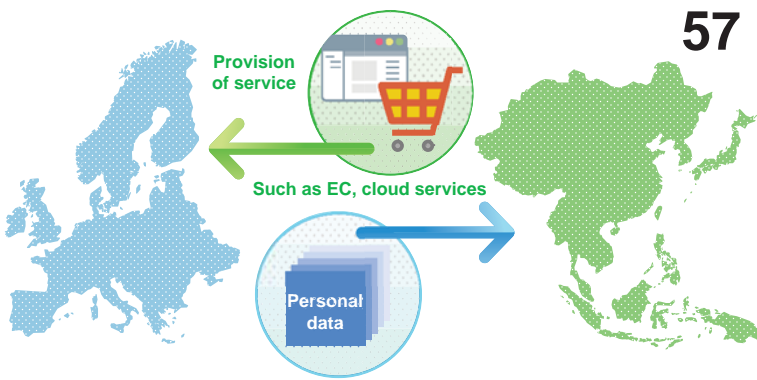 57
Provision
of service
Such as EC, cloud services
Personal
data